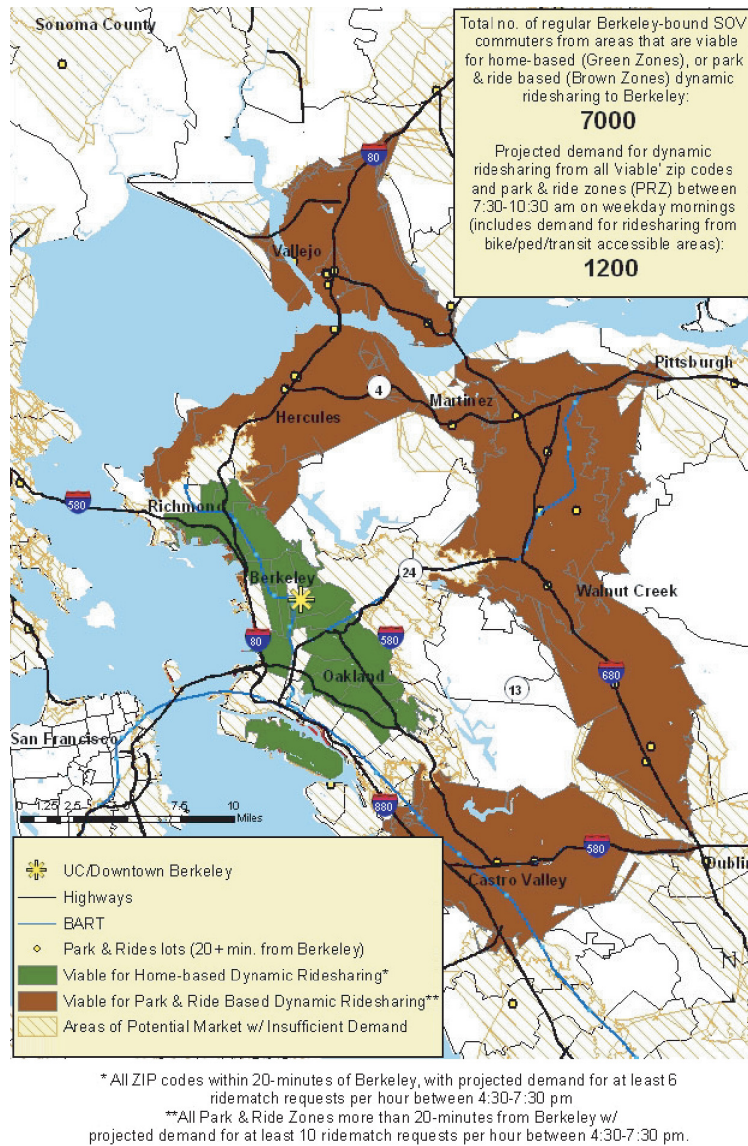 Sonoma County
Total no. of regular Berkeley-bound SOV
commuters from areas that are viable
for home-based (Green Zones), or park
& ride based (Brown Zones) dynamic
ridesharing to Berkeley:
7000
Projected demand for dynamic
ridesharing from all 'viable' zip codes
and park & ride zones (PRZ) between
7:30-10:30 am on weekday mornings
(includes demand for ridesharing from
bike/ped/transit accessible areas):
1200
80
Vallejo
Pittsburgh
4
Martinez
Hercules
580
Richmond
Berkeley
24
Walnut Creek
80
580
Oakland
680
13
San Francisco
0 1.25 2.5 5 7.5 10
Miles
880
580
Dublin
Castro Valley
N
UC/Downtown Berkeley
Highways
BART
Park & Rides lots (20+ min. from Berkeley)
Viable for Home-based Dynamic Ridesharing*
Viable for Park & Ride Based Dynamic Ridesharing**
Areas of Potential Market w/ Insufficient Demand
* All ZIP codes within 20-minutes of Berkeley, with projected demand for at least 6
ridematch requests per hour between 4:30-7:30 pm
**All Park & Ride Zones more than 20-minutes from Berkeley w/
projected demand for at least 10 ridematch requests per hour between 4:30-7:30 pm.